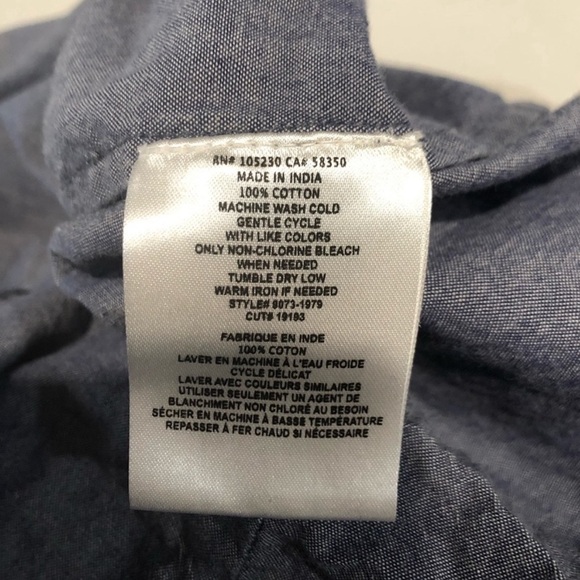 RN# 105230 CA# 58350
MADE IN INDIA
100% COTTON
MACHINE WASH COLD
GENTLE CYCLE
WITH LIKE COLORS
ONLY NON-CHLORINE BLEACH
WHEN NEEDED
TUMBLE DRY LOW
WARM IRON IF NEEDED
STYLE# 9073-1979
CUT# 19193
FABRIQUE EN INDE
100% COTON
LAVER EN MACHINE À L'EAU FROIDE
CYCLE DÉLICAT
LAVER AVEC COULEURS SIMILAIRES
UTILISER SEULEMENT UN AGENT DE
BLANCHIMENT NON CHLORÉ AU BESOIN
SÉCHER EN MACHINE À BASSE TEMPÉRATURE
REPASSER À FER CHAUD SI NÉCESSAIRE